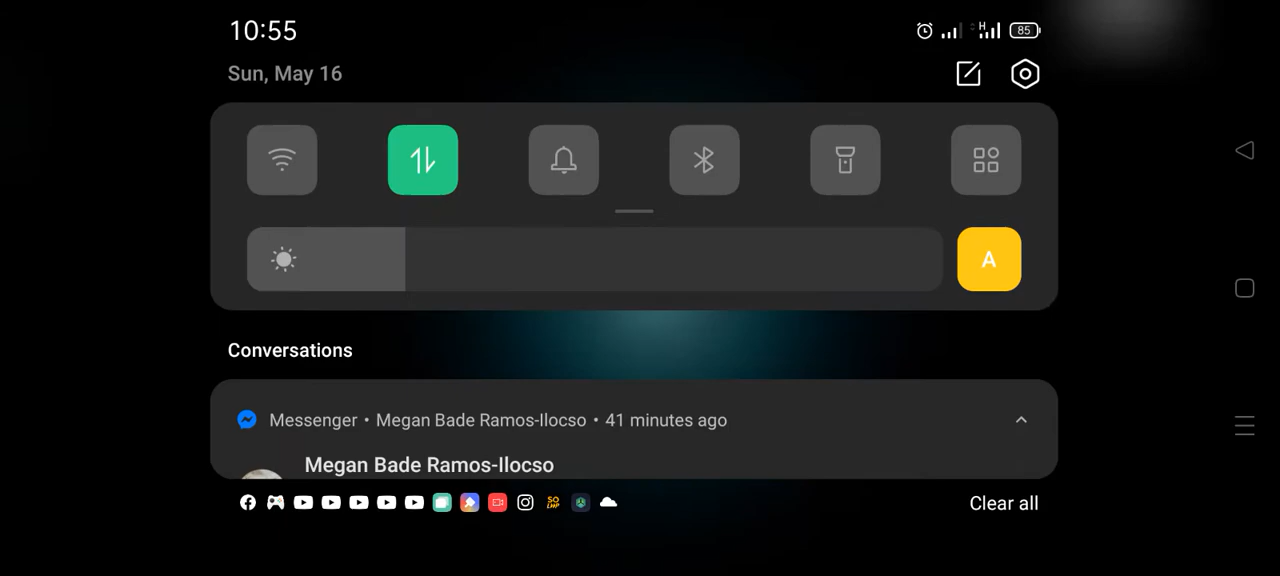 10:55
H 85
Sun, May 16
A
Conversations
Messenger • Megan Bade Ramos-Ilocso • 41 minutes ago
Megan Bade Ramos-Ilocso
SO
Clear all